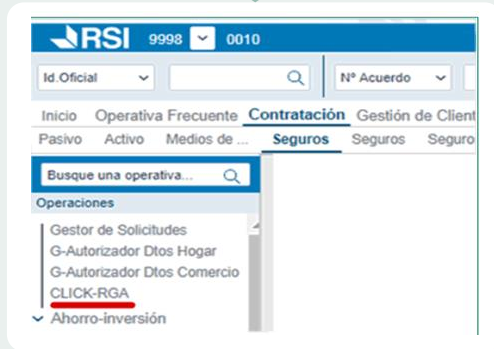 RSI 9998 0010
Id.Oficial Nº Acuerdo
Inicio Operativa Frecuente Contratación Gestión de Client
Pasivo Activo Medios de ... Seguros Seguros Seguro
Busque una operativa...
Operaciones
Gestor de Solicitudes
G-Autorizador Dtos Hogar
G-Autorizador Dtos Comercio
CLICK-RGA
Ahorro-inversión